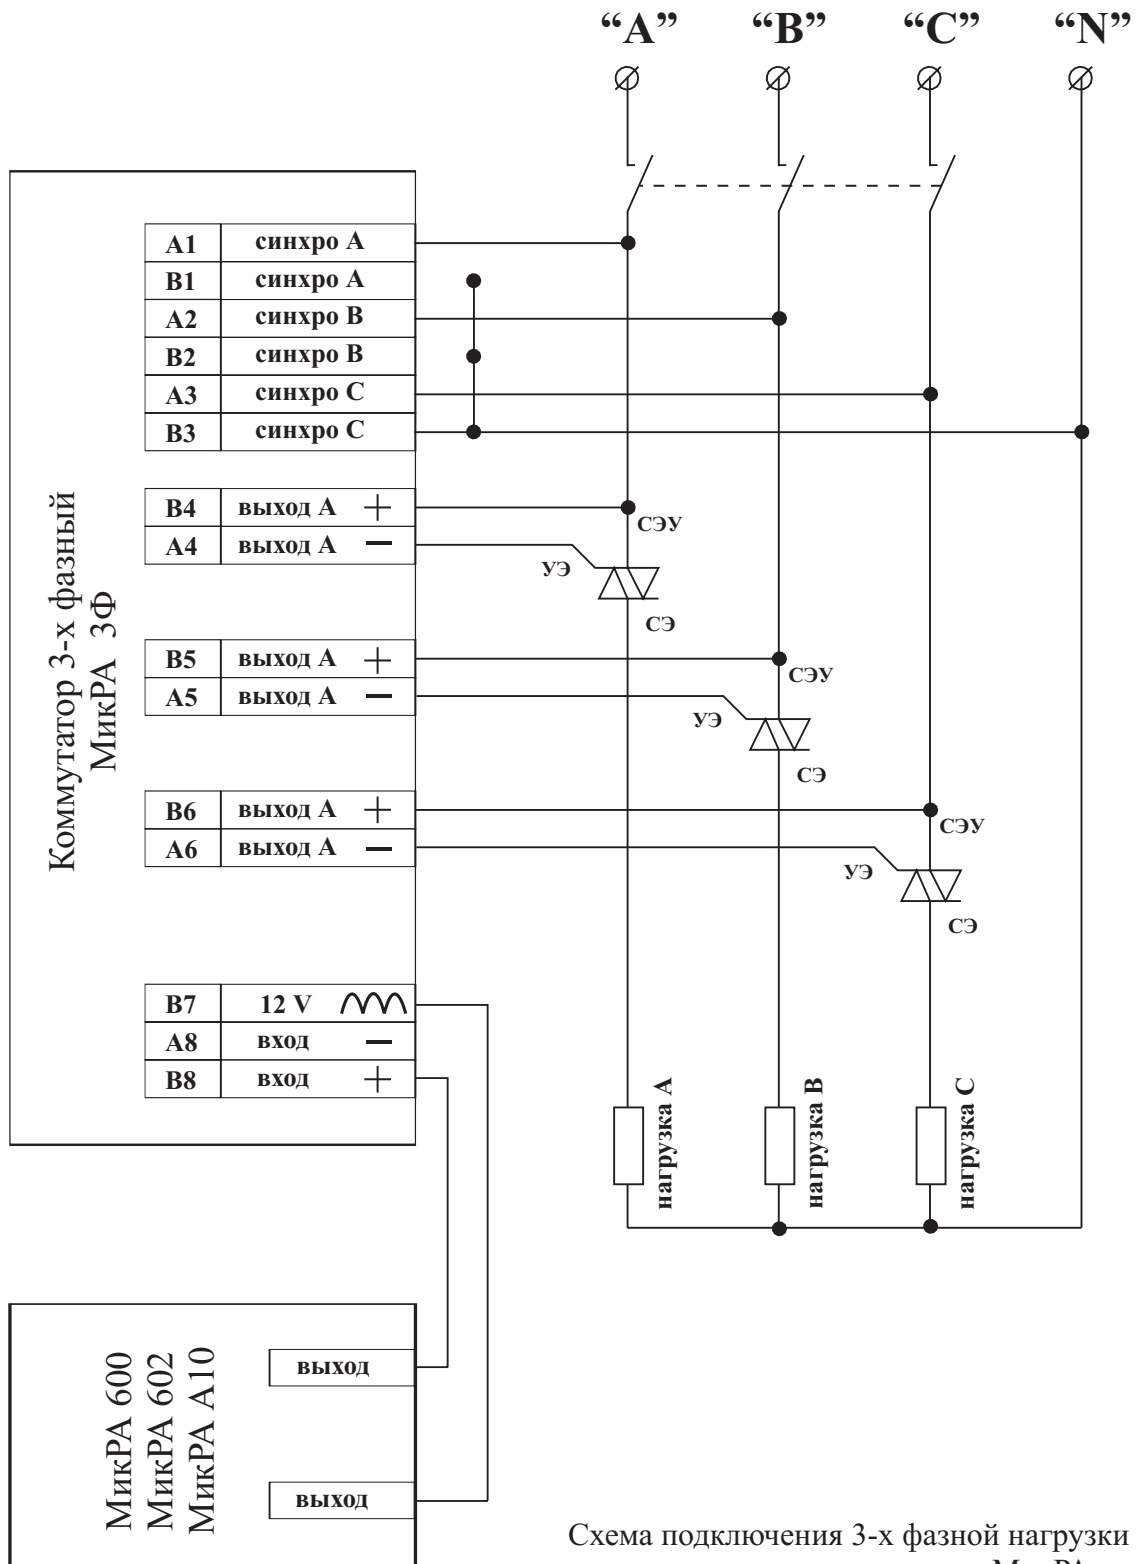 “A” “B” “C” “N”
A1 синхро A
B1 синхро A
A2 синхро B
B2 синхро B
A3 синхро C
B3 синхро C
B4 выход A +
A4 выход A −
СЭУ
УЭ
СЭ
B5 выход A +
A5 выход A −
СЭУ
УЭ
СЭ
B6 выход A +
A6 выход A −
СЭУ
УЭ
СЭ
Коммутатор 3-х фазный
МикРА 3Ф
B7 12 V
A8 вход −
B8 вход +
нагрузка A
нагрузка B
нагрузка C
МикРА 600
МикРА 602
МикРА А10
выход
выход
Схема подключения 3-х фазной нагрузки